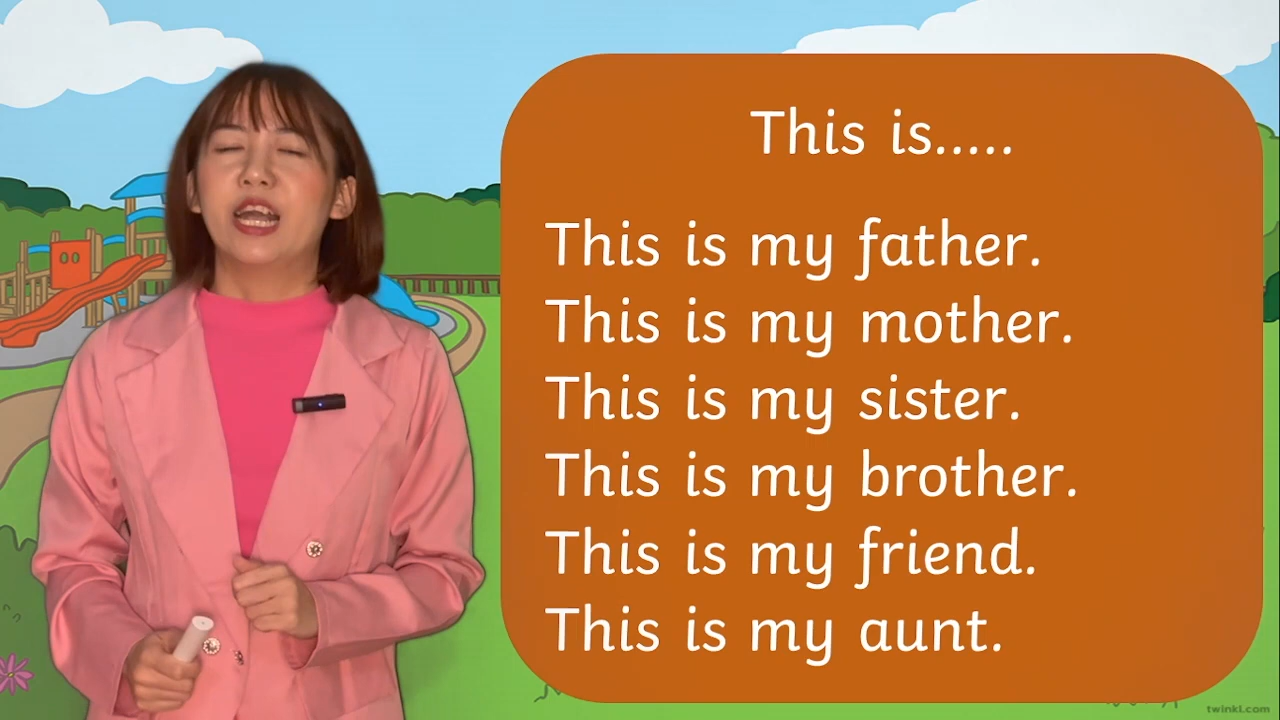 This is.....
This is my father.
This is my mother.
This is my sister.
This is my brother.
This is my friend.
This is my aunt.
twinkl.com